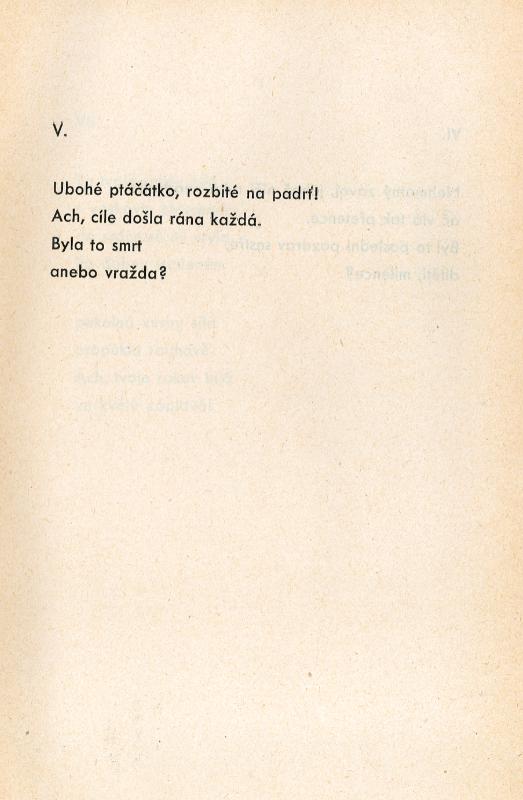 V.
Ubohé ptáčátko, rozbité na padrť!
Ach, cíle došla rána každá.
Byla to smrt
anebo vražda?